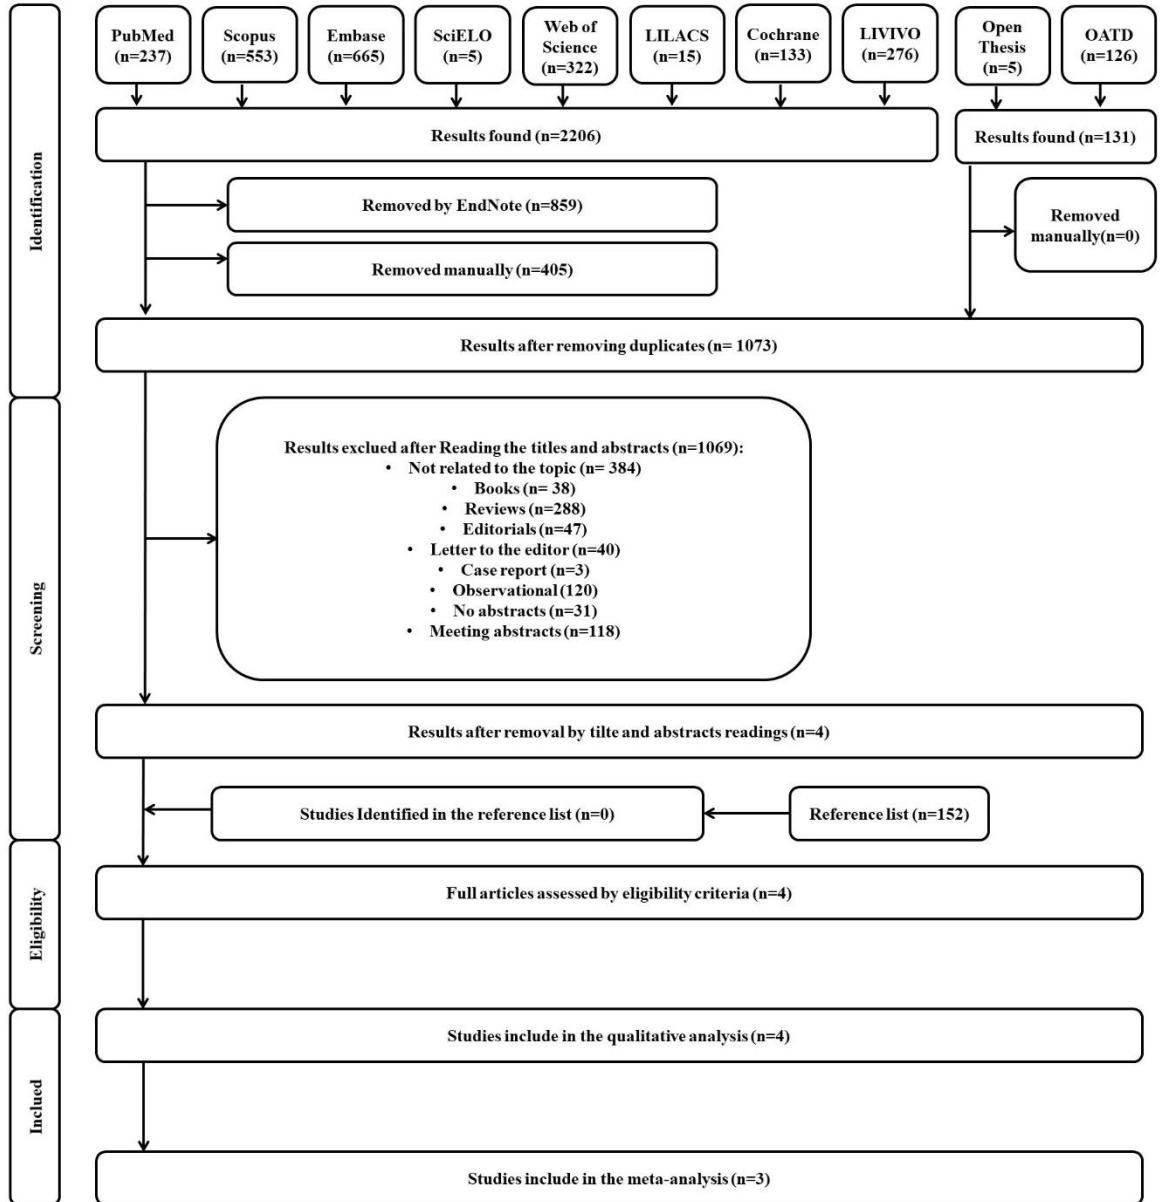 PubMed
(n=237)
Scopus
(n=553)
Embase
(n=665)
SciELO
(n=5)
Web of
Science
(n=322)
LILACS
(n=15)
Cochrane
(n=133)
LIVIVO
(n=276)
Open
Thesis
(n=5)
OATD
(n=126)
Identification
Results found (n=2206)
Results found (n=131)
Removed by EndNote (n=859)
Removed manually (n=405)
Removed
manually(n=0)
Results after removing duplicates (n= 1073)
Screening
Results exclued after Reading the titles and abstracts (n=1069):
• Not related to the topic (n= 384)
• Books (n= 38)
• Reviews (n=288)
• Editorials (n=47)
• Letter to the editor (n=40)
• Case report (n=3)
• Observational (120)
• No abstracts (n=31)
• Meeting abstracts (n=118)
Results after removal by tilte and abstracts readings (n=4)
Studies Identified in the reference list (n=0)
Reference list (n=152)
Eligibility
Full articles assessed by eligibility criteria (n=4)
Inclued
Studies include in the qualitative analysis (n=4)
Studies include in the meta-analysis (n=3)